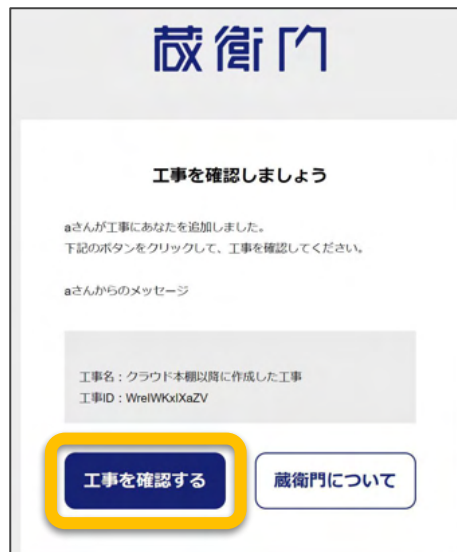 蔵衛門
工事を確認しましょう
aさんが工事にあなたを追加しました。
下記のボタンをクリックして、工事を確認してください。
aさんからのメッセージ
工事名：クラウド本棚以降に作成した工事
工事ID：WrelWKxlXaZV
工事を確認する
蔵衛門について